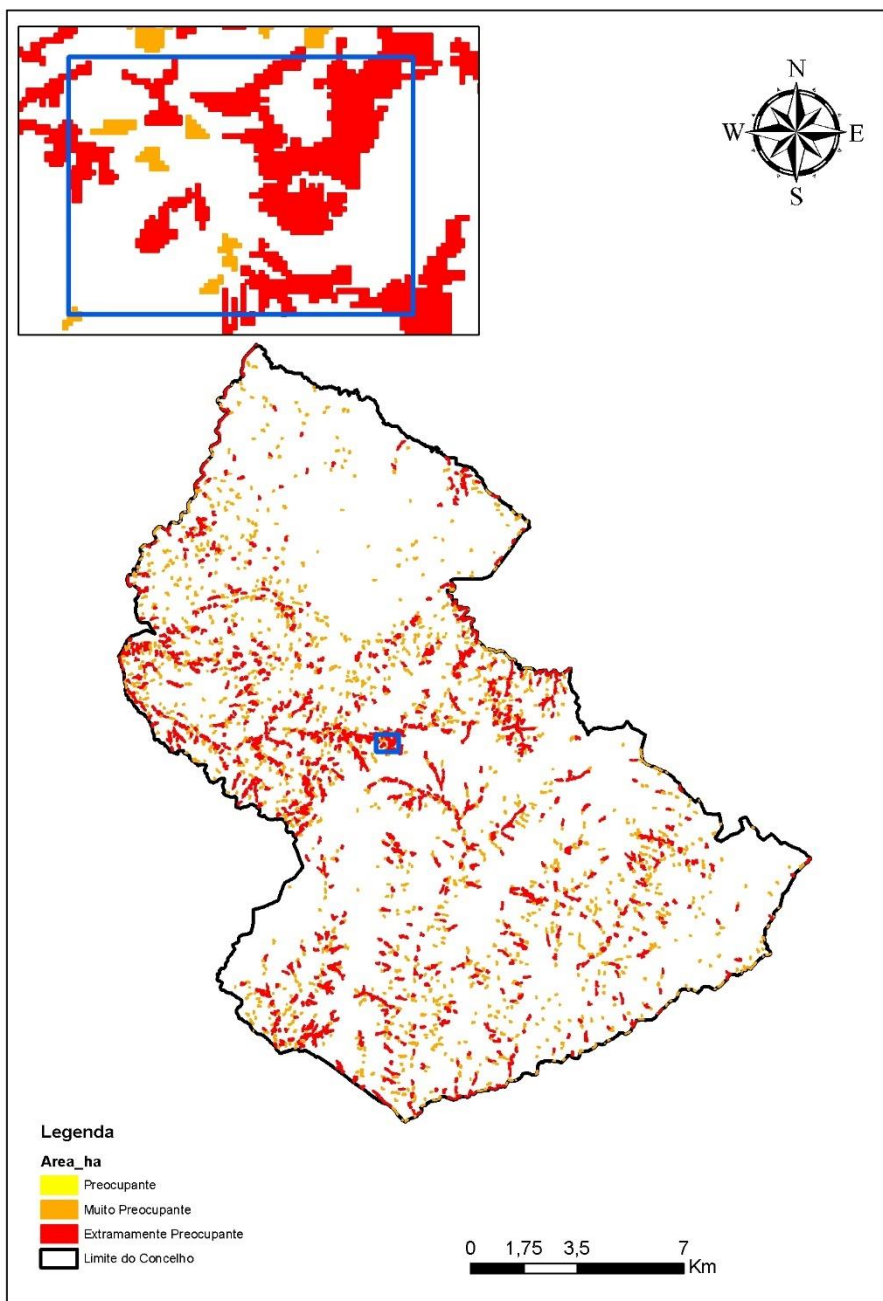 N
W
E
S
Legenda
Area_ha
Preocupante
Muito Preocupante
Extramamente Preocupante
Limite do Concelho
0 1,75 3,5 7
Km